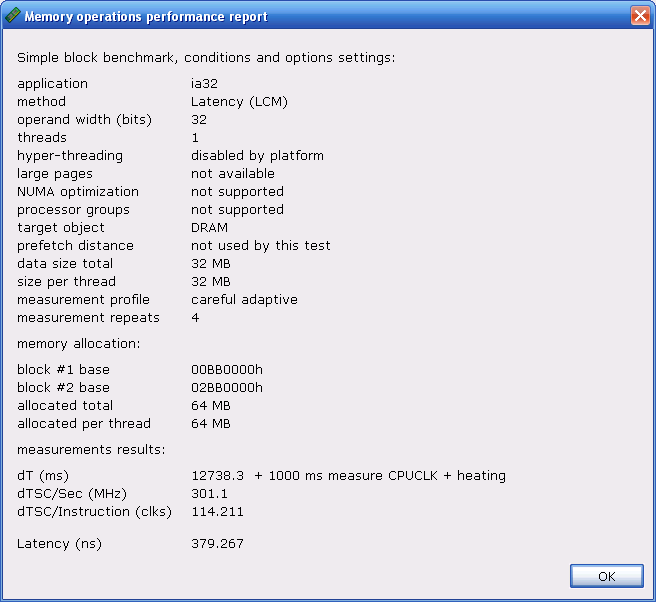 Memory operations performance report
Simple block benchmark, conditions and options settings:
application ia32
method Latency (LCM)
operand width (bits) 32
threads 1
hyper-threading disabled by platform
large pages not available
NUMA optimization not supported
processor groups not supported
target object DRAM
prefetch distance not used by this test
data size total 32 MB
size per thread 32 MB
measurement profile careful adaptive
measurement repeats 4
memory allocation:
block #1 base 00BB0000h
block #2 base 02BB0000h
allocated total 64 MB
allocated per thread 64 MB
measurements results:
dT (ms) 12738.3 + 1000 ms measure CPUCLK + heating
dTSC/Sec (MHz) 301.1
dTSC/Instruction (clks) 114.211
Latency (ns) 379.267
OK